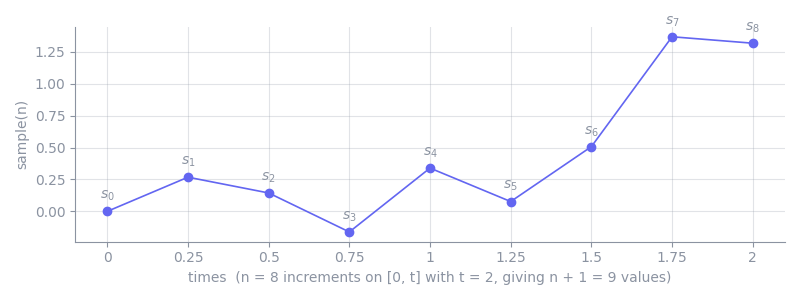 s7
s8
1.25
1.00
0.75
s6
0.50
s4
s1
s5
s2
0.25
s0
s3
0.00
sample(n)
0 0.25 0.5 0.75 1 1.25 1.5 1.75 2
times (n = 8 increments on [0, t] with t = 2, giving n + 1 = 9 values)